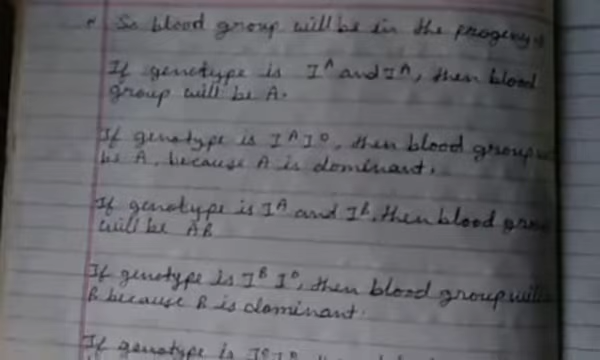 So blood group will be in the progeny
If genotype is I^A and I^A, then blood
group will be A.
If genotype is I^A I^o, then blood group
be A, because A is dominant.
If genotype is I^A and I^B, then blood
will be AB
If genotype is I^B I^o, then blood group will
B because B is dominant.
If genotype is I^o I^o